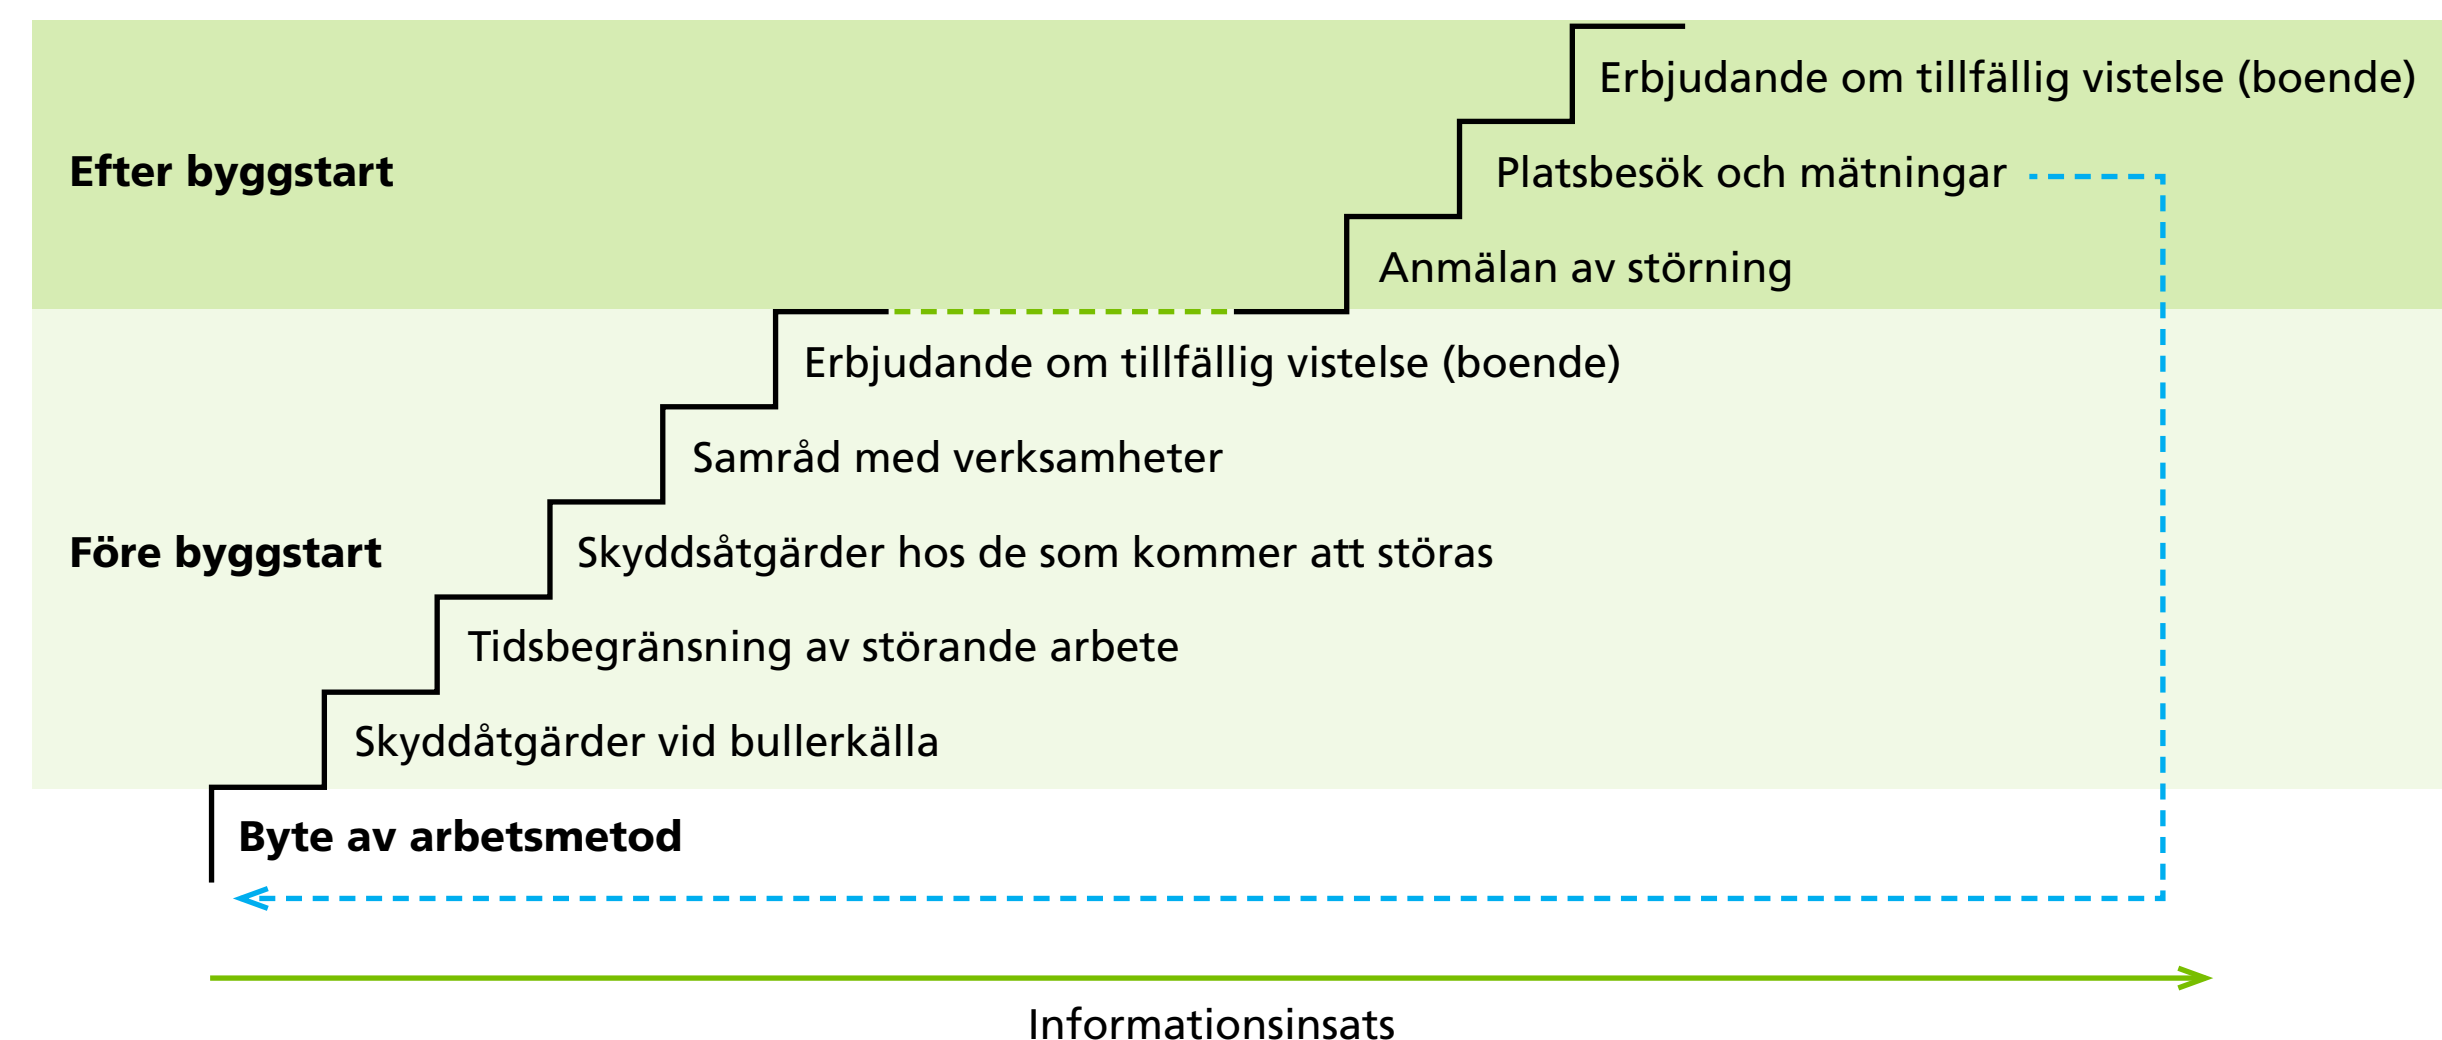 Erbjudande om tillfällig vistelse (boende)
Efter byggstart
Platsbesök och mätningar
Anmälan av störning
Erbjudande om tillfällig vistelse (boende)
Samråd med verksamheter
Före byggstart
Skyddsåtgärder hos de som kommer att störas
Tidsbegränsning av störande arbete
Skyddåtgärder vid bullerkälla
Byte av arbetsmetod
Informationsinsats